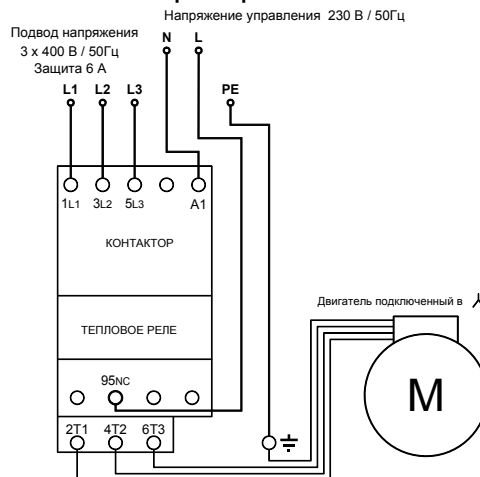 Напряжение управления 230 В / 50Гц
Подвод напряжения
3 x 400 В / 50Гц
Защита 6 А
N L
L1 L2 L3 PE
1L1 3L2 5L3 A1
КОНТАКТОР
Двигатель подключенный в
ТЕПЛОВОЕ РЕЛЕ
95NC
M
2T1 4T2 6T3